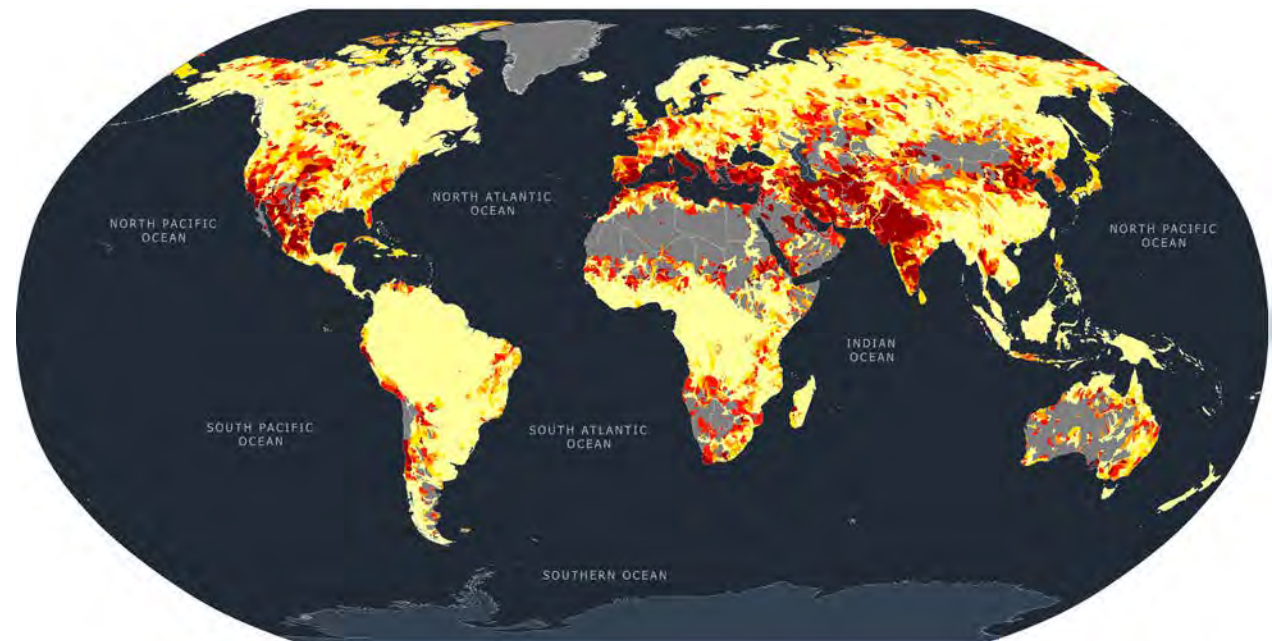 NORTH ATLANTIC
OCEAN
NORTH PACIFIC
OCEAN
NORTH PACIFIC
OCEAN
INDIAN
OCEAN
SOUTH PACIFIC
OCEAN
SOUTH ATLANTIC
OCEAN
SOUTHERN OCEAN